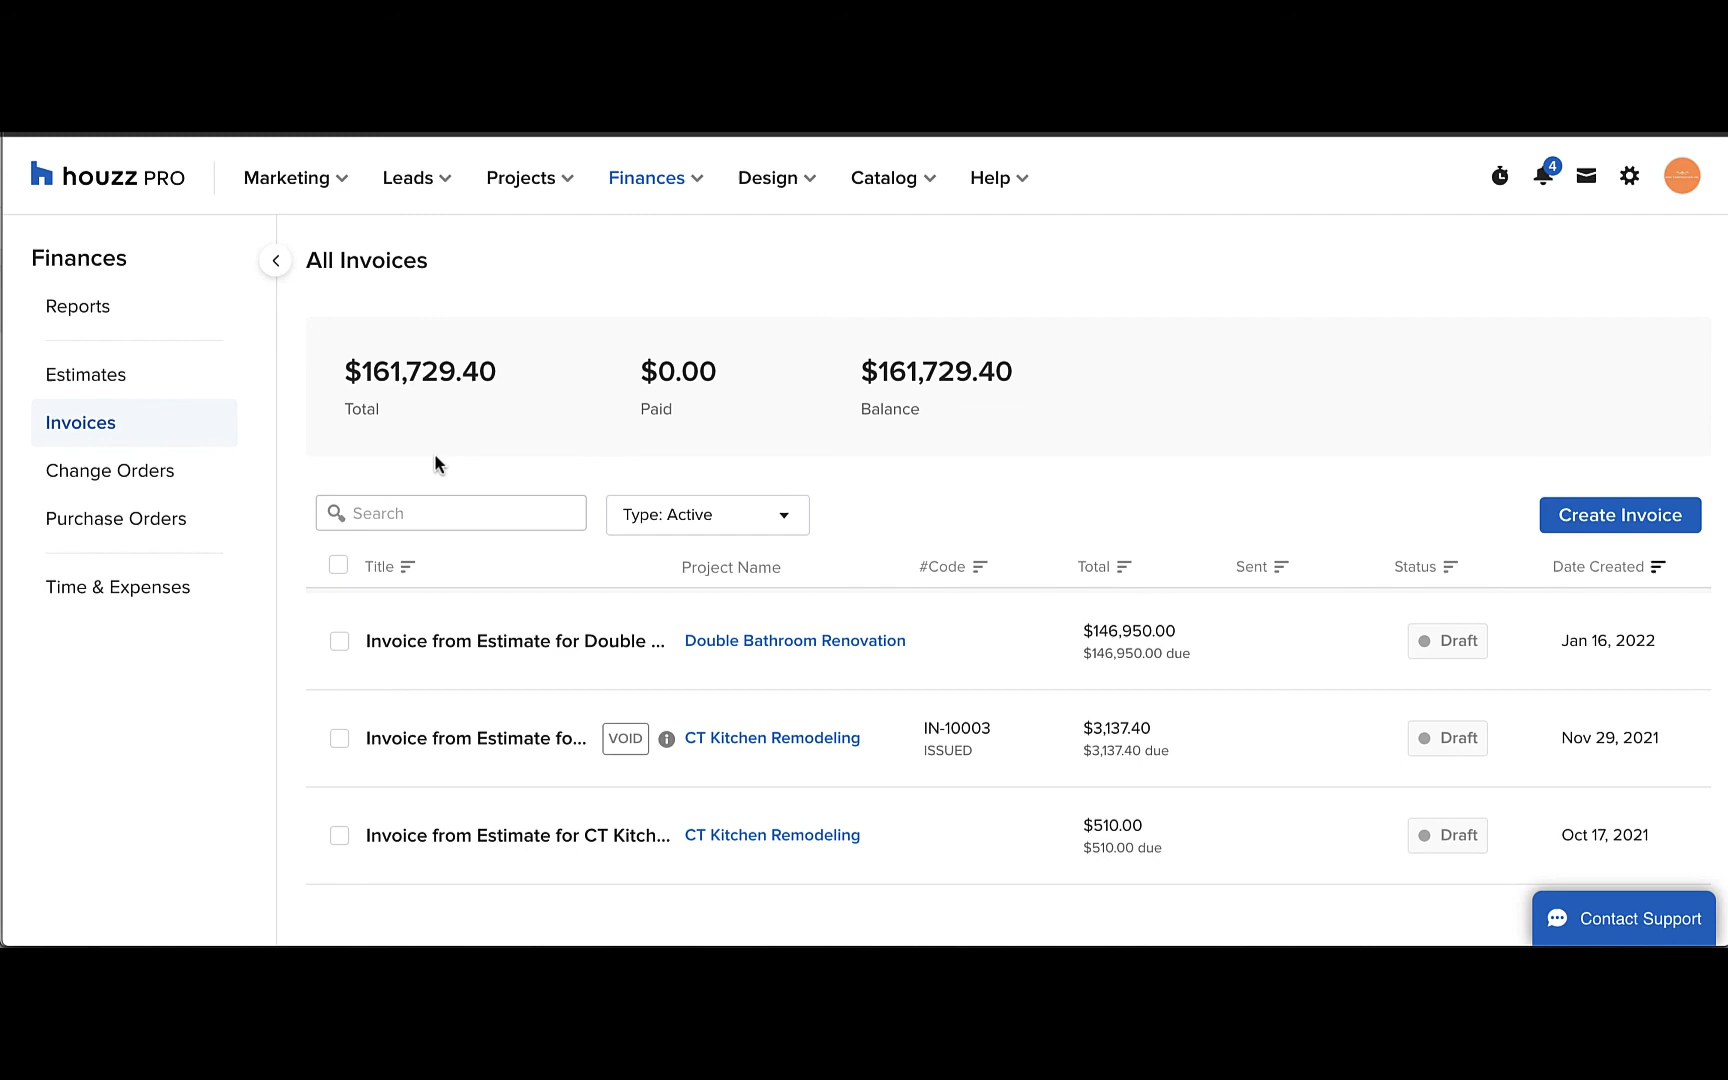 houzz PRO
Marketing Leads Projects Finances Design Catalog Help
4
Finances
Reports
Estimates
Invoices
Change Orders
Purchase Orders
Time & Expenses
All Invoices
$161,729.40 $0.00 $161,729.40
Total Paid Balance
Search Type: Active Create Invoice
Title Project Name #Code Total Sent Status Date Created
Invoice from Estimate for Double ... Double Bathroom Renovation $146,950.00 Draft Jan 16, 2022
$146,950.00 due
Invoice from Estimate fo... VOID CT Kitchen Remodeling IN-10003 $3,137.40 Draft Nov 29, 2021
ISSUED $3,137.40 due
Invoice from Estimate for CT Kitch... CT Kitchen Remodeling $510.00 Draft Oct 17, 2021
$510.00 due
Contact Support